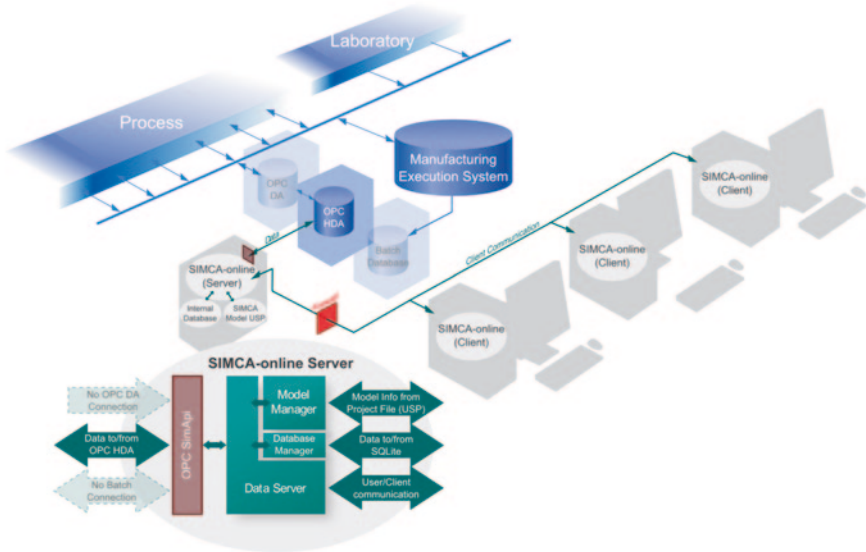 Laboratory
Process
Manufacturing
Execution System
OPC
DA
OPC
HDA
Batch
Database
Data
SIMCA-online
(Server)
Internal
Database
SIMCA
Model USP
Firewall
Client Communication
SIMCA-online
(Client)
SIMCA-online
(Client)
SIMCA-online
(Client)
SIMCA-online Server
No OPC DA
Connection
Data to/from
OPC HDA
No Batch
Connection
OPC SimApi
Model
Manager
Database
Manager
Data Server
Model Info from
Project File (USP)
Data to/from
SQLite
User/Client
communication